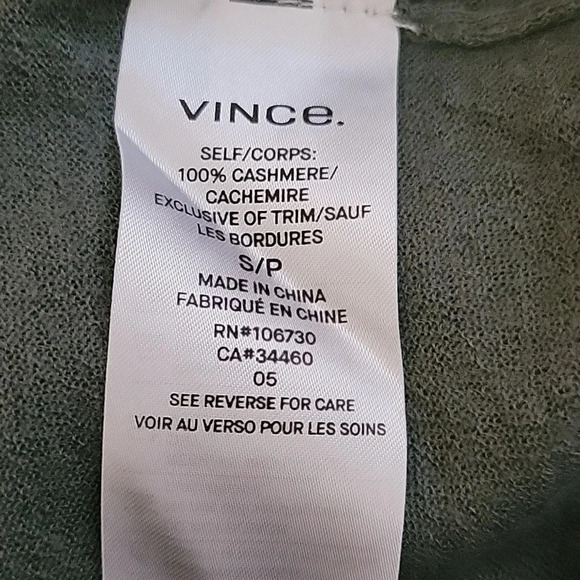 VINCE.
SELF/CORPS:
100% CASHMERE/
CACHEMIRE
EXCLUSIVE OF TRIM/SAUF
LES BORDURES
S/P
MADE IN CHINA
FABRIQUÉ EN CHINE
RN#106730
CA#34460
05
SEE REVERSE FOR CARE
VOIR AU VERSO POUR LES SOINS